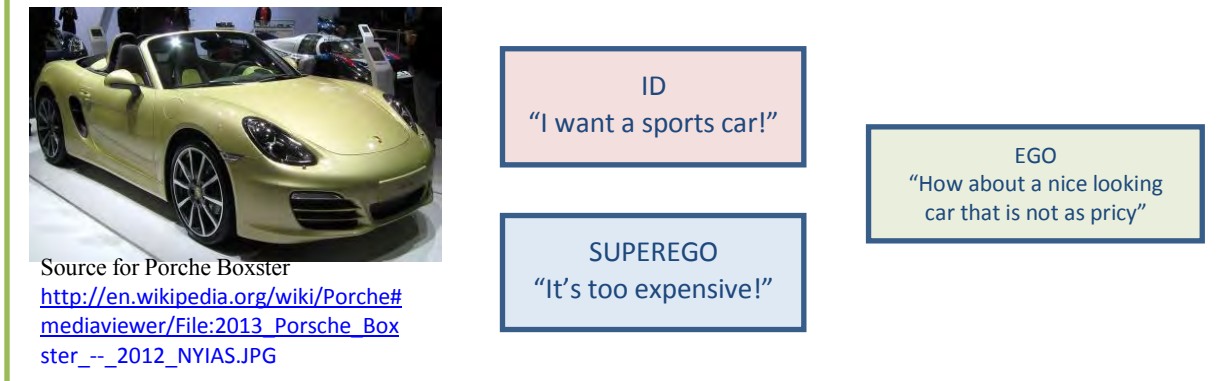 Source for Porche Boxster
http://en.wikipedia.org/wiki/Porche#
mediaviewer/File:2013_Porsche_Box
ster_--_2012_NYIAS.JPG
ID
“I want a sports car!”
SUPEREGO
“It’s too expensive!”
EGO
“How about a nice looking
car that is not as pricy”